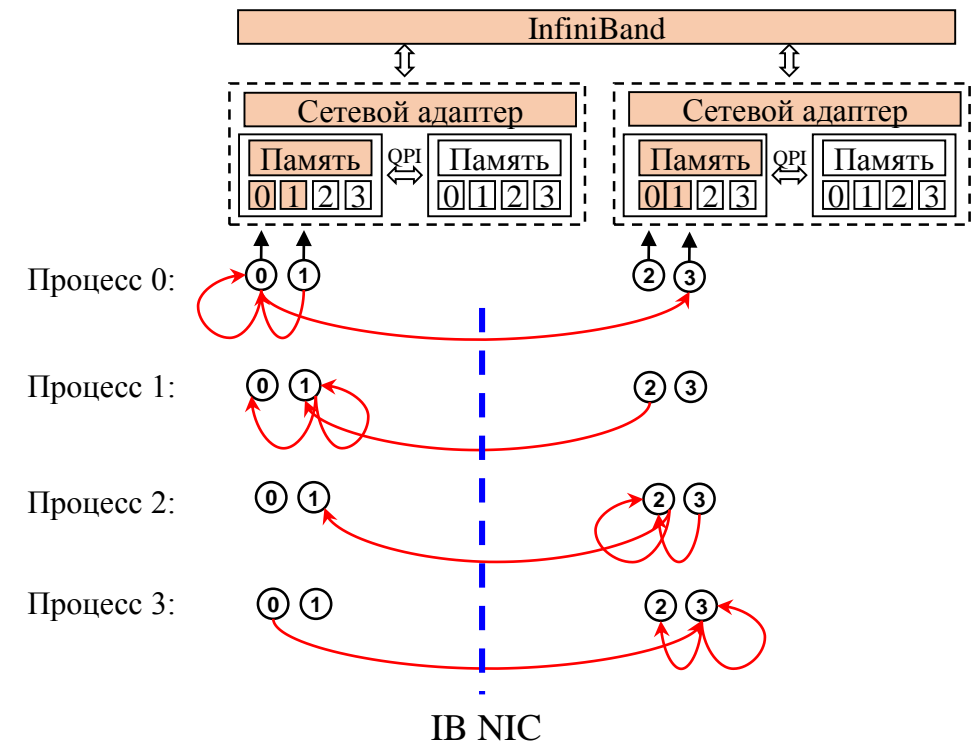 InfiniBand
Сетевой адаптер Сетевой адаптер
Память QPI Память Память QPI Память
0 1 2 3 0 1 2 3 0 1 2 3 0 1 2 3
Процесс 0: 0 1 2 3
Процесс 1: 0 1 2 3
Процесс 2: 0 1 2 3
Процесс 3: 0 1 2 3
IB NIC